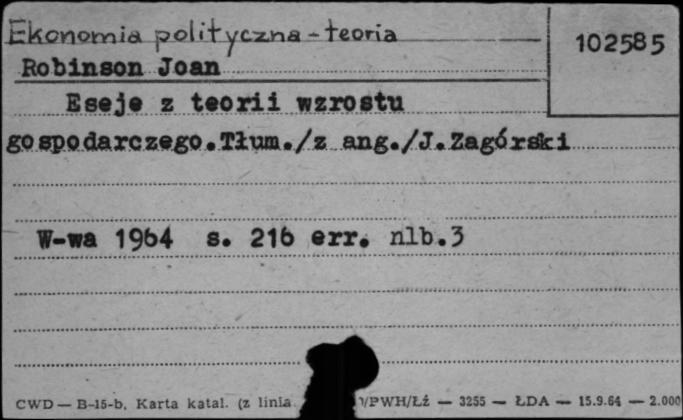 Ekonomia polityczna - teoria
102585
Robinson Joan
Eseje z teorii wzrostu
gospodarczego.Tłum./z ang./J.Zagórski
W-wa 1964 s. 216 err. nlb.3
CWD — B-15-b, Karta katal. (z linia /PWH/Łż — 3255 — ŁDA — 15.9.64 — 2.000